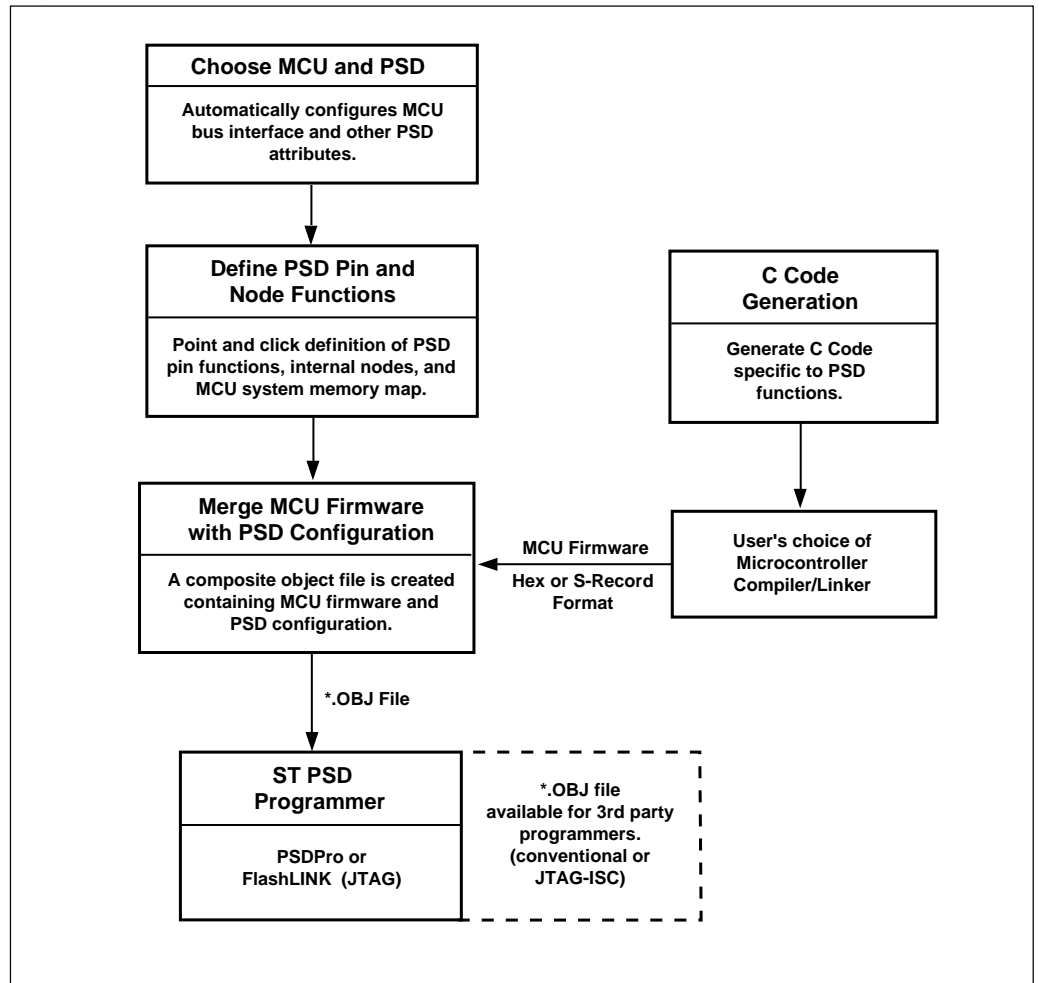 Choose MCU and PSD
Automatically configures MCU
bus interface and other PSD
attributes.
Define PSD Pin and
Node Functions
Point and click definition of PSD
pin functions, internal nodes, and
MCU system memory map.
C Code
Generation
Generate C Code
specific to PSD
functions.
Merge MCU Firmware
with PSD Configuration
A composite object file is created
containing MCU firmware and
PSD configuration.
MCU Firmware
Hex or S-Record
Format
User's choice of
Microcontroller
Compiler/Linker
*.OBJ File
ST PSD
Programmer
PSDPro or
FlashLINK (JTAG)
*.OBJ file
available for 3rd party
programmers.
(conventional or
JTAG-ISC)